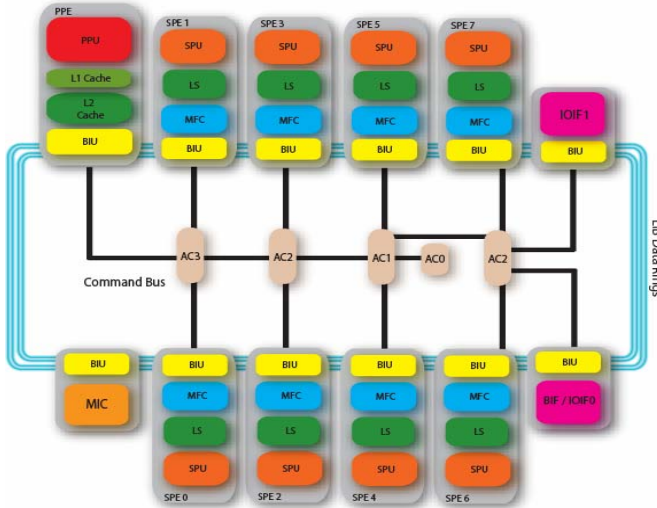 PPE
SPE 1
SPE 3
SPE 5
SPE 7
PPU
SPU
SPU
SPU
SPU
L1 Cache
LS
LS
LS
LS
L2
Cache
MFC
MFC
MFC
MFC
IOIF1
BIU
BIU
BIU
BIU
BIU
BIU
AC3
AC2
AC1
AC0
AC2
Command Bus
Data Rings
BIU
BIU
BIU
BIU
BIU
BIU
MIC
MFC
MFC
MFC
MFC
BIF / IOIF0
LS
LS
LS
LS
SPU
SPU
SPU
SPU
SPE 0
SPE 2
SPE 4
SPE 6